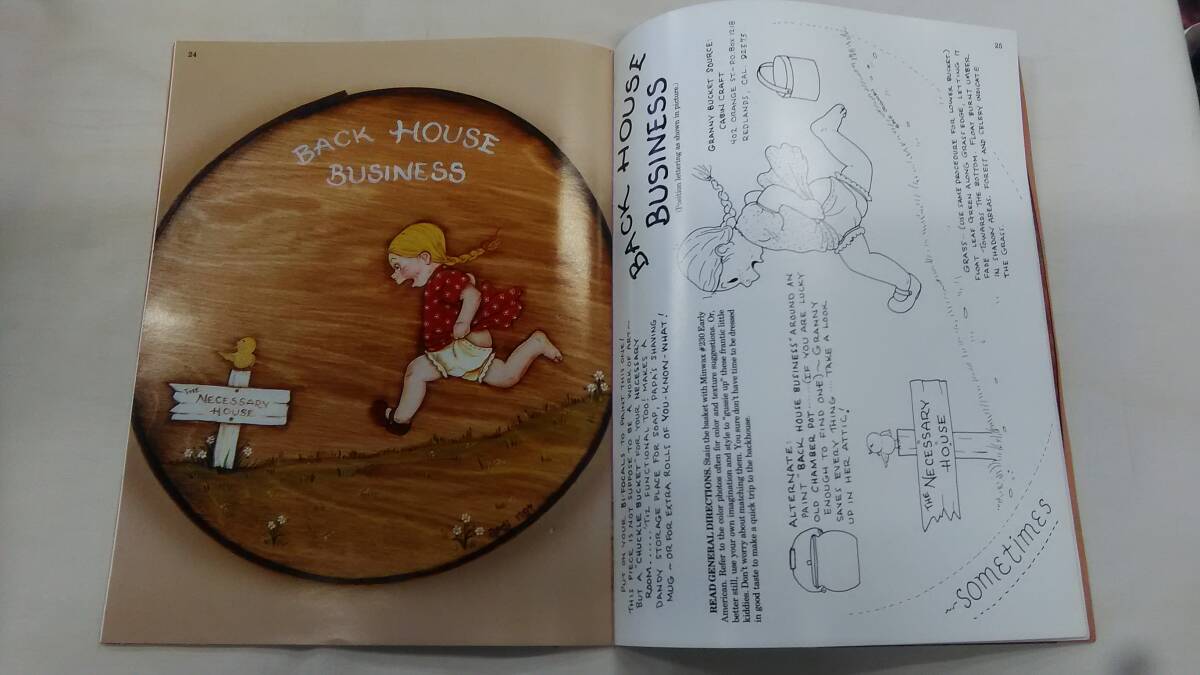 24
BACK HOUSE
BUSINESS
THE
NECESSARY
HOUSE
25
BACK HOUSE
BUSINESS
(Position lettering as shown in picture.)
PUT ON YOUR BI-FOCALS TO PAINT THIS ONE!
THIS PIECE IS NOT SUPPOSE TO BE A WORK OF ART~
BUT A "CHUCKLE BUCKET" FOR YOUR NECESSARY
ROOM.....'TIZ FUNCTIONAL TOO! MAKES A
DANDY STORAGE PLACE FOR SOAP, PAPA'S SHAVING
MUG ~ OR FOR EXTRA ROLLS OF YOU-KNOW-WHAT!
GRANNY BUCKET SOURCE:
CABIN CRAFT
402 ORANGE ST.- P.O. BOX 1218
REDLANDS, CAL. 92373
READ GENERAL DIRECTIONS. Stain the basket with Minwax #230 Early
American. Refer to the color photos often for color and texture suggestions. Or,
better still, use your own imagination and style to "gussie up" these frantic little
kiddies. Don't worry about matching them. You sure don't have time to be dressed
in good taste to make a quick trip to the backhouse.
ALTERNATE:
PAINT "BACK HOUSE BUSINESS" AROUND AN
OLD CHAMBER POT.....(IF YOU ARE LUCKY
ENOUGH TO FIND ONE)~ GRANNY
SAVES EVERY THING... TAKE A LOOK
UP IN HER ATTIC!
GRASS - (USE SAME PROCEDURE FOR LOWER BUCKET.)
FLOAT LEAF GREEN ALONG GRASS EDGE, LETTING IT
FADE TOWARDS THE BOTTOM. FLOAT BURNT UMBER
IN SHADOW AREAS. FOREST AND CELERY INDICATE
THE GRASS.
THE NECESSARY
HOUSE
SOMETIMES